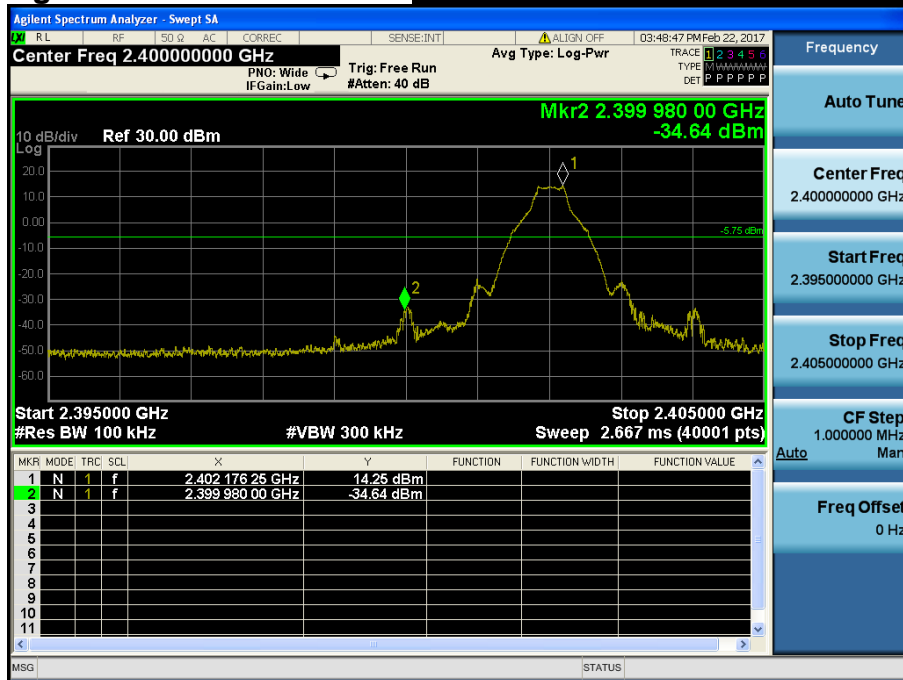 Agilent Spectrum Analyzer - Swept SA
LXI RL RF 50 Ω AC CORREC SENSE:INT ALIGN OFF 03:48:47 PM Feb 22, 2017
Center Freq 2.400000000 GHz
PNO: Wide
IFGain:Low
Trig: Free Run
#Atten: 40 dB
Avg Type: Log-Pwr
TRACE 1 2 3 4 5 6
TYPE M WWWWW
DET P P P P P P
Mkr2 2.399 980 00 GHz
-34.64 dBm
10 dB/div Ref 30.00 dBm
Log
20.0
10.0
0.00
-10.0
-20.0
-30.0
-40.0
-50.0
-60.0
1
2
-5.75 dBm
Start 2.395000 GHz Stop 2.405000 GHz
#Res BW 100 kHz #VBW 300 kHz Sweep 2.667 ms (40001 pts)
MKR MODE TRC SCL X Y FUNCTION FUNCTION WIDTH FUNCTION VALUE
1 N 1 f 2.402 176 25 GHz 14.25 dBm
2 N 1 f 2.399 980 00 GHz -34.64 dBm
3
4
5
6
7
8
9
10
11
MSG STATUS
Frequency
Auto Tune
Center Freq
2.400000000 GHz
Start Freq
2.395000000 GHz
Stop Freq
2.405000000 GHz
CF Step
1.000000 MHz
Auto Man
Freq Offset
0 Hz